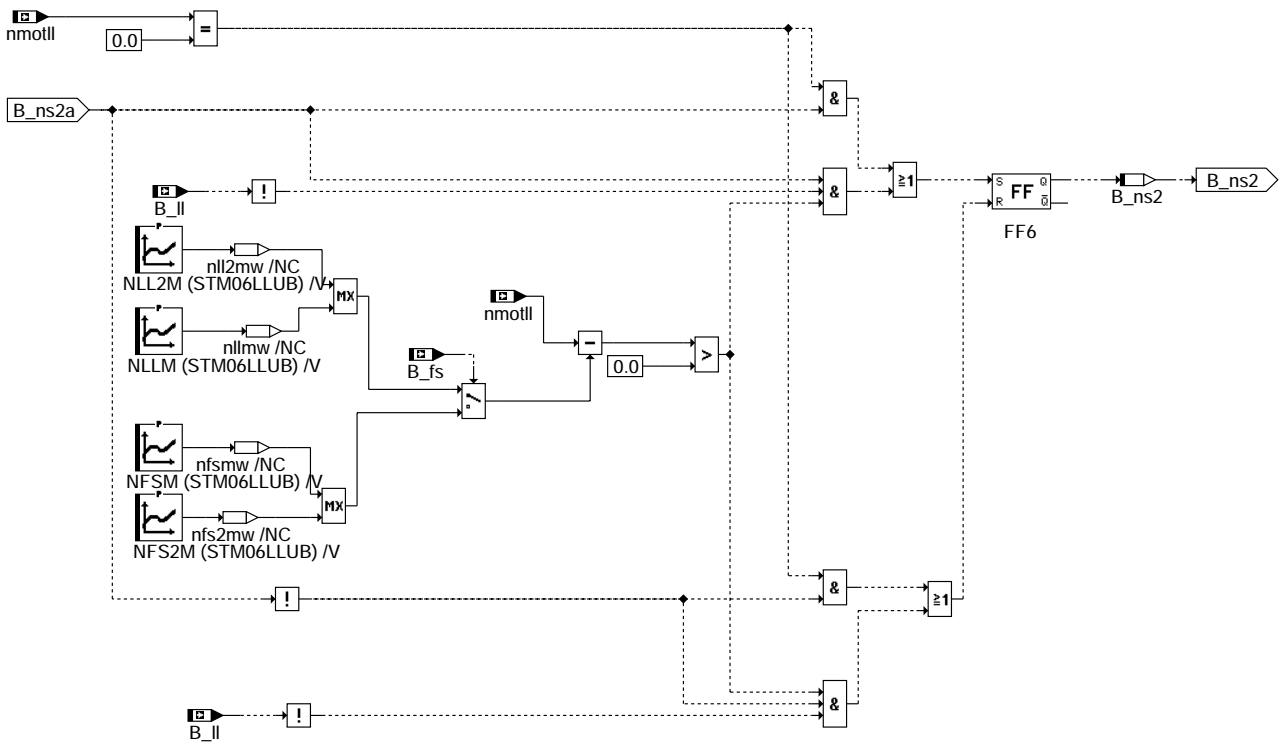 nmotll
0.0
=
B_ns2a
&
B_ll
!
&
≧1
S Q
FF
R Q̅
FF6
B_ns2
B_ns2
nll2mw /NC
NLL2M (STM06LLUB) /V
MX
nmotll
nllmw /NC
NLLM (STM06LLUB) /V
B_fs
−
0.0
>
nfsmw /NC
NFSM (STM06LLUB) /V
MX
nfs2mw /NC
NFS2M (STM06LLUB) /V
!
&
≧1
&
B_ll
!